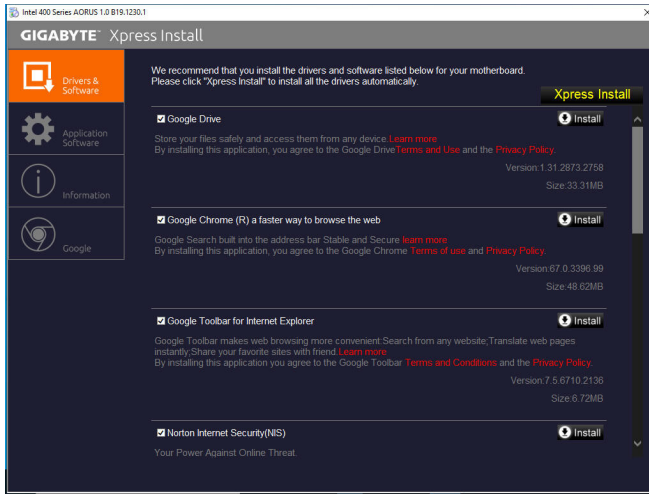 Intel 400 Series AORUS 1.0 B19.1230.1
GIGABYTE™ Xpress Install
Drivers &
Software
Application
Software
Information
Google
We recommend that you install the drivers and software listed below for your motherboard.
Please click "Xpress Install" to install all the drivers automatically.
Xpress Install
Google Drive
Install
Store your files safely and access them from any device.Learn more
By installing this application, you agree to the Google DriveTerms and Use and the Privacy Policy.
Version:1.31.2873.2758
Size:33.31MB
Google Chrome (R) a faster way to browse the web
Install
Google Search built into the address bar Stable and Secure learn more
By installing this application, you agree to the Google Chrome Terms of use and Privacy Policy.
Version:67.0.3396.99
Size:48.62MB
Google Toolbar for Internet Explorer
Install
Google Toolbar makes web browsing more convenient:Search from any website;Translate web pages
instantly;Share your favorite sites with friend.Learn more
By installing this application you agree to the Google Toolbar Terms and Conditions and the Privacy Policy.
Version:7.5.6710.2136
Size:6.72MB
Norton Internet Security(NIS)
Install
Your Power Against Online Threat.